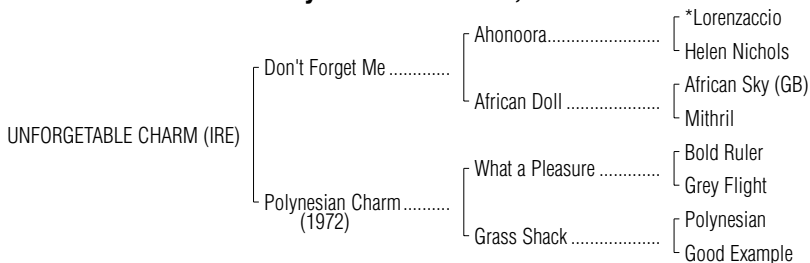 *Lorenzaccio
Ahonoora.......................
Helen Nichols
Don't Forget Me .............
African Sky (GB)
African Doll ...................
Mithril
UNFORGETABLE CHARM (IRE)
Bold Ruler
What a Pleasure .............
Grey Flight
Polynesian Charm ..........
(1972)
Polynesian
Grass Shack ..................
Good Example